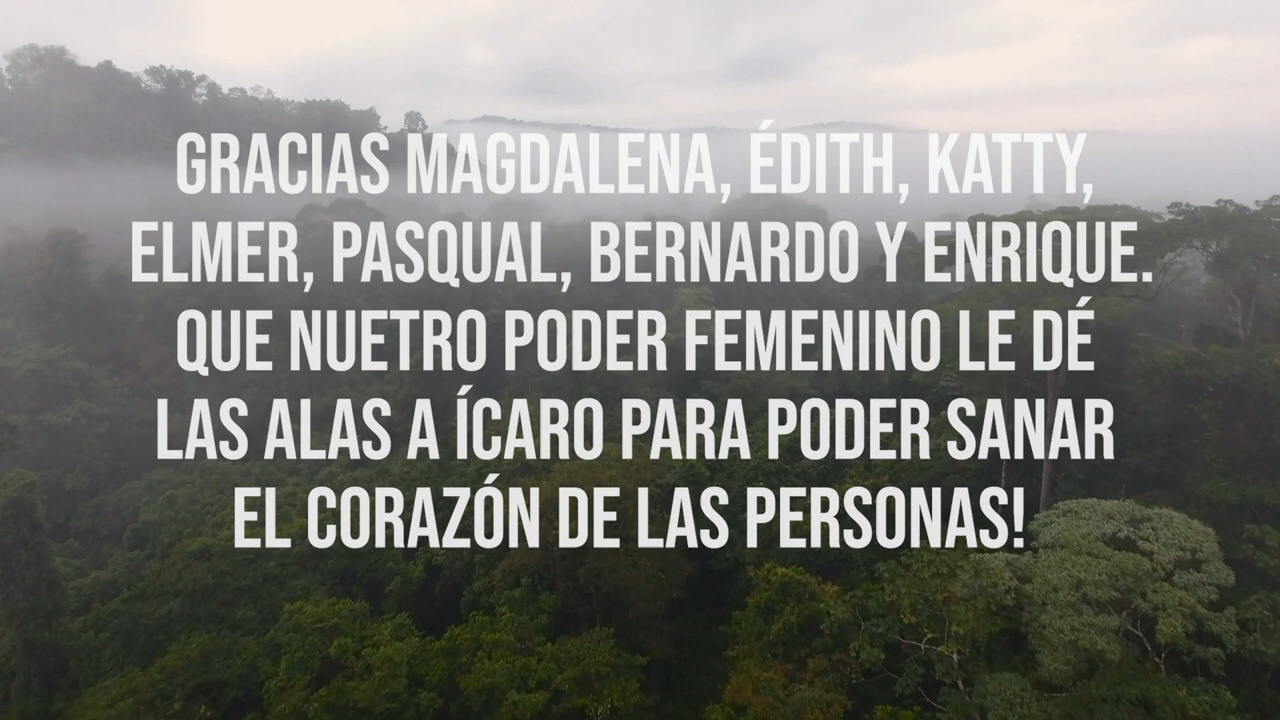 GRACIAS MAGDALENA, ÉDITH, KATTY,
ELMER, PASQUAL, BERNARDO Y ENRIQUE.
QUE NUETRO PODER FEMENINO LE DÉ
LAS ALAS A ÍCARO PARA PODER SANAR
EL CORAZÓN DE LAS PERSONAS!